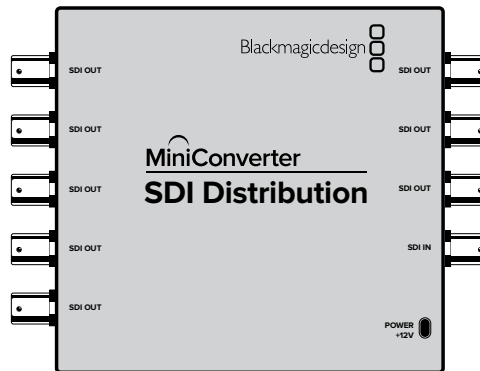 Blackmagicdesign
SDI OUT
SDI OUT
SDI OUT
SDI OUT
MiniConverter
SDI Distribution
SDI OUT
SDI OUT
SDI OUT
SDI IN
SDI OUT
POWER
+12V